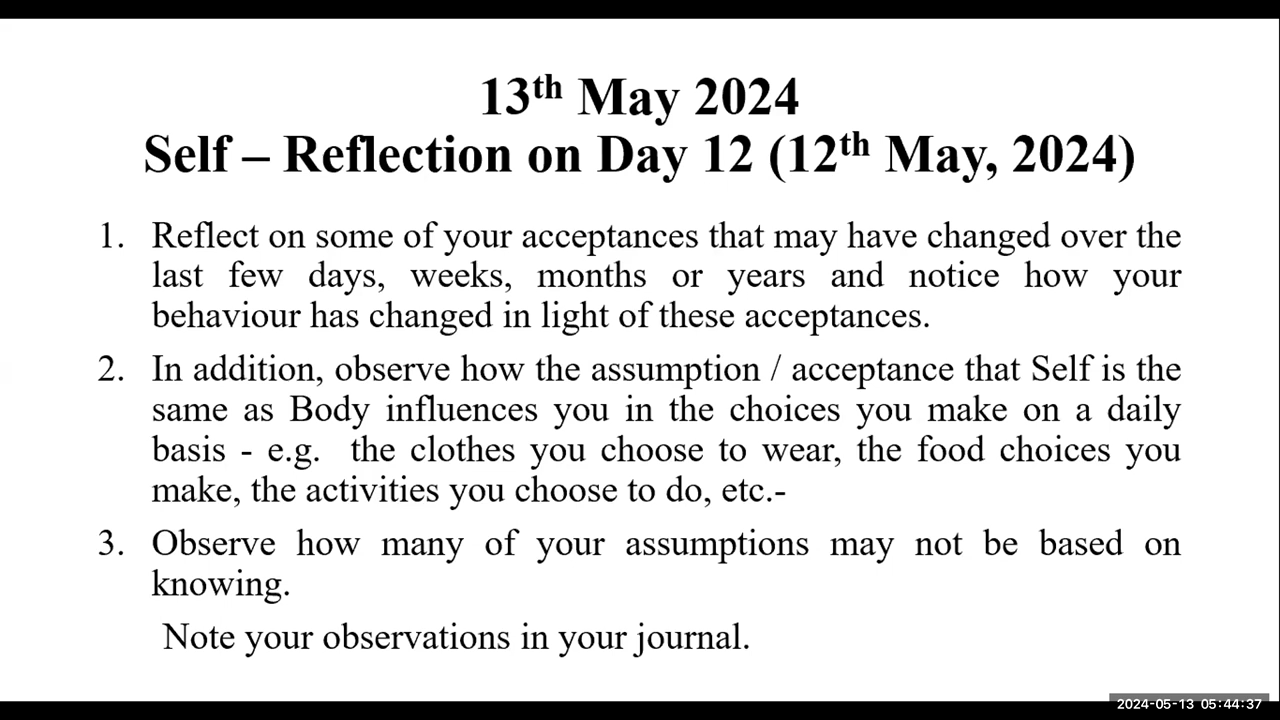 13th May 2024
Self – Reflection on Day 12 (12th May, 2024)
1. Reflect on some of your acceptances that may have changed over the
last few days, weeks, months or years and notice how your
behaviour has changed in light of these acceptances.
2. In addition, observe how the assumption / acceptance that Self is the
same as Body influences you in the choices you make on a daily
basis - e.g. the clothes you choose to wear, the food choices you
make, the activities you choose to do, etc.-
3. Observe how many of your assumptions may not be based on
knowing.
Note your observations in your journal.
2024-05-13 05:44:37